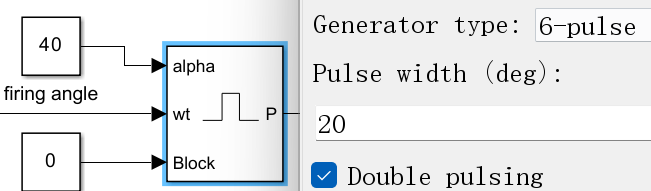 40
firing angle
0
alpha
wt
P
Block
Generator type: 6-pulse
Pulse width (deg):
20
Double pulsing